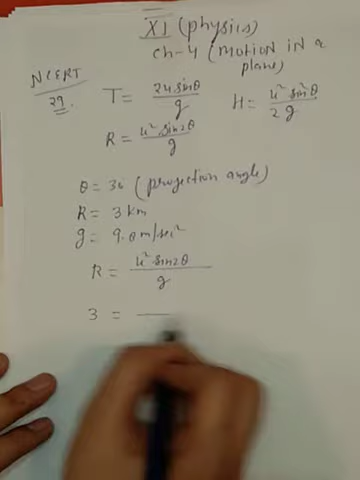 XI (physics)
ch-4 (motion in a
plane)
NCERT
29.
T = 2u sinθ / g
H = u² sin²θ / 2g
R = u² sin2θ / g
θ = 30 (projection angle)
R = 3 km
g = 9.8 m/sec²
R = u² sin2θ / g
3 =